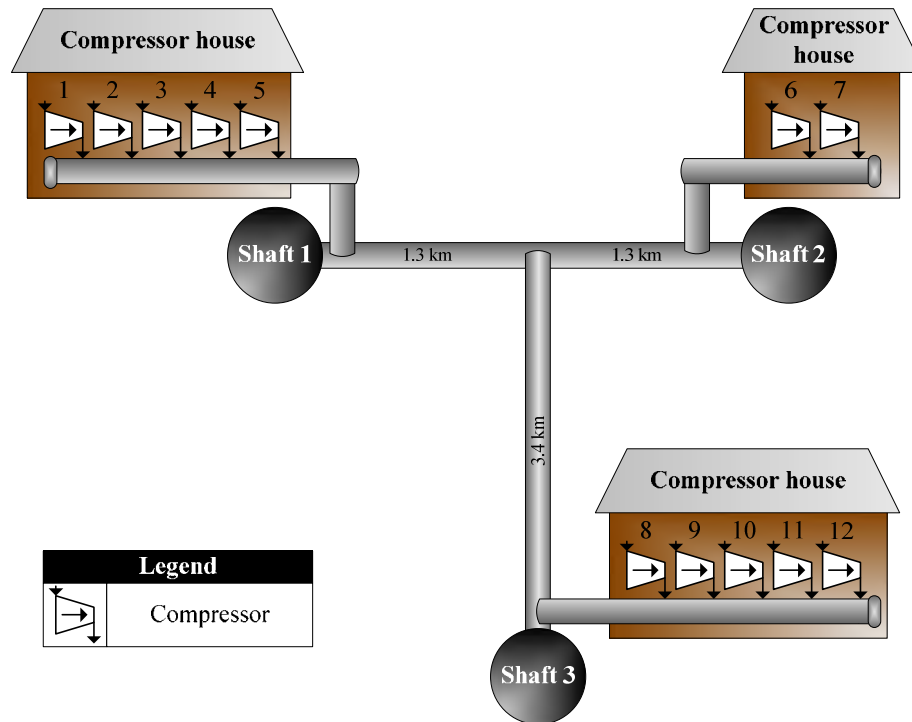 Compressor house
1 2 3 4 5
Compressor
house
6 7
Shaft 1
1.3 km
1.3 km
Shaft 2
3.4 km
Compressor house
8 9 10 11 12
Legend
Compressor
Shaft 3